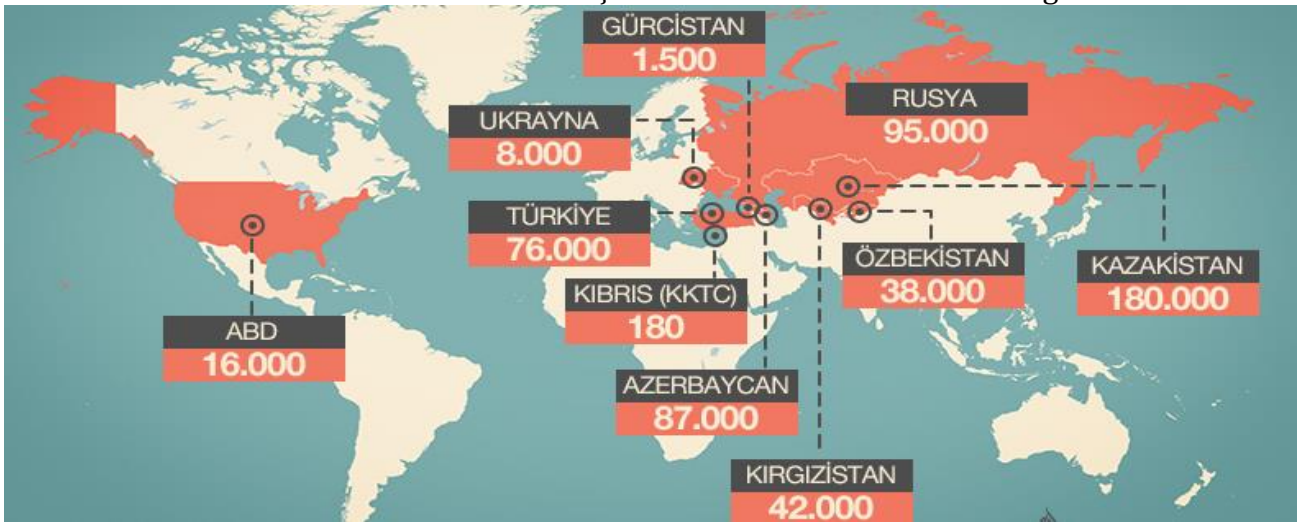 GÜRCİSTAN
1.500
RUSYA
95.000
UKRAYNA
8.000
TÜRKİYE
76.000
ÖZBEKİSTAN
38.000
KAZAKİSTAN
180.000
KIBRIS (KKTC)
180
ABD
16.000
AZERBAYCAN
87.000
KIRGIZİSTAN
42.000